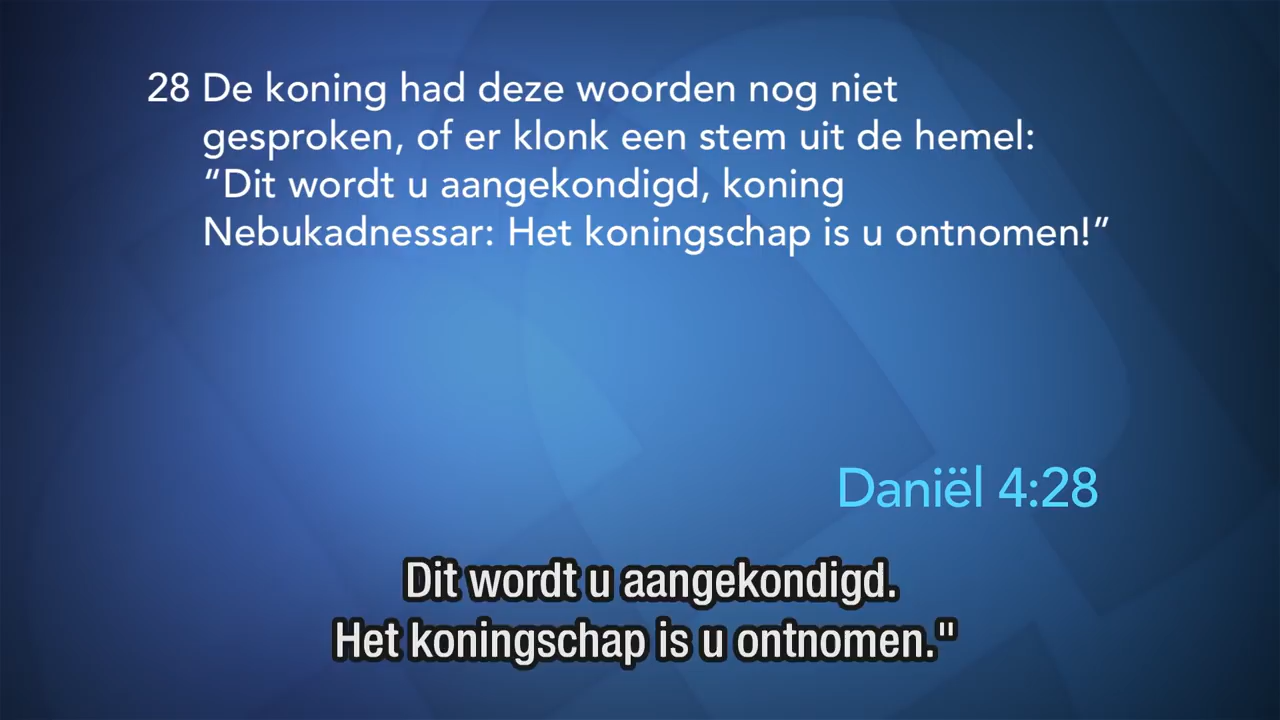 28 De koning had deze woorden nog niet
gesproken, of er klonk een stem uit de hemel:
“Dit wordt u aangekondigd, koning
Nebukadnessar: Het koningschap is u ontnomen!”
Daniël 4:28
Dit wordt u aangekondigd.
Het koningschap is u ontnomen."